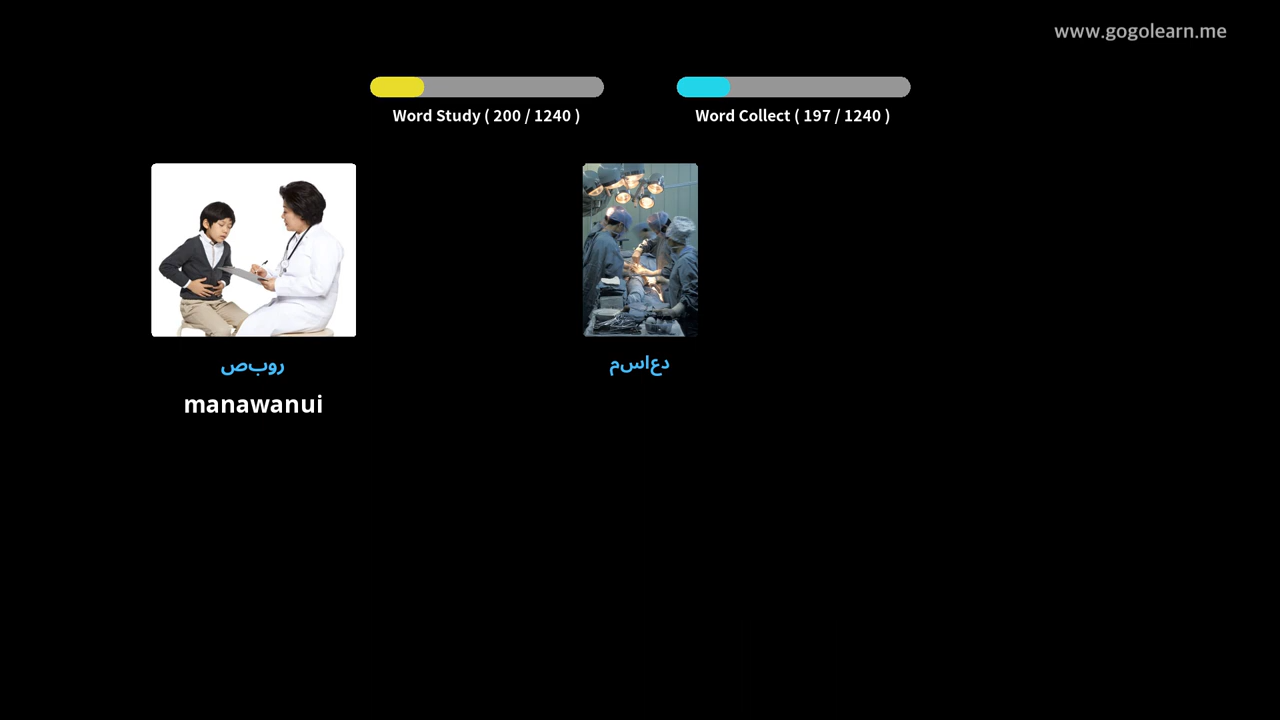 www.gogolearn.me
Word Study ( 200 / 1240 )
Word Collect ( 197 / 1240 )
روبص
دعاسم
manawanui